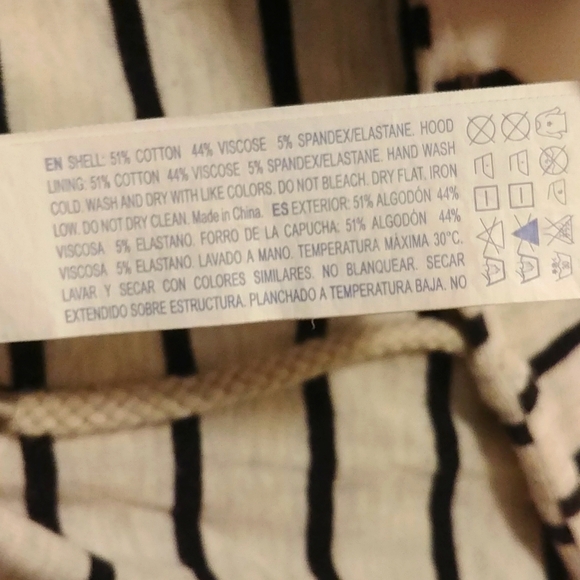 EN SHELL: 51% COTTON 44% VISCOSE 5% SPANDEX/ELASTANE. HOOD
LINING: 51% COTTON 44% VISCOSE 5% SPANDEX/ELASTANE. HAND WASH
COLD. WASH AND DRY WITH LIKE COLORS. DO NOT BLEACH. DRY FLAT. IRON
LOW. DO NOT DRY CLEAN. Made in China. ES EXTERIOR: 51% ALGODÓN 44%
VISCOSA 5% ELASTANO. FORRO DE LA CAPUCHA: 51% ALGODÓN 44%
VISCOSA 5% ELASTANO. LAVADO A MANO. TEMPERATURA MÁXIMA 30°C.
LAVAR Y SECAR CON COLORES SIMILARES. NO BLANQUEAR. SECAR
EXTENDIDO SOBRE ESTRUCTURA. PLANCHADO A TEMPERATURA BAJA. NO